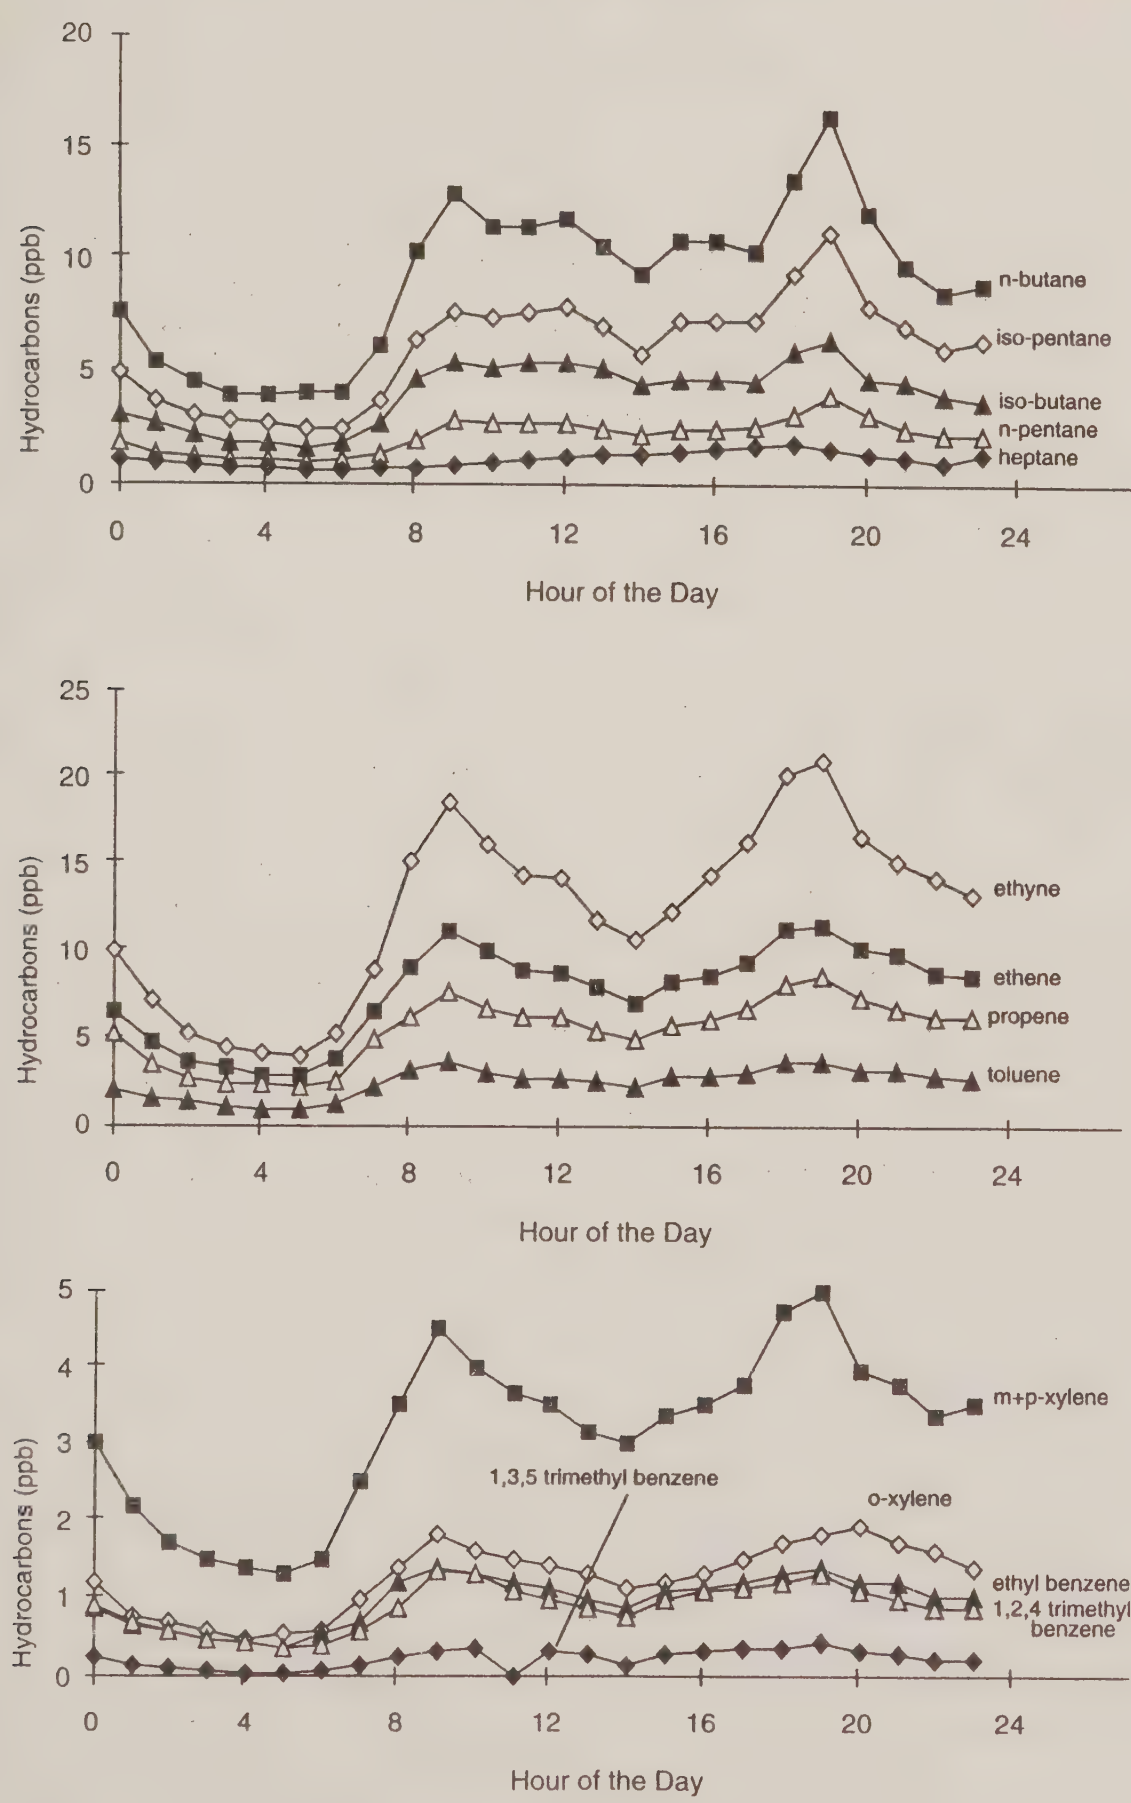 20
15
10
5
0
Hydrocarbons (ppb)
n-butane
iso-pentane
iso-butane
n-pentane
heptane
0 4 8 12 16 20 24
Hour of the Day
25
20
15
10
5
0
Hydrocarbons (ppb)
ethyne
ethene
propene
toluene
0 4 8 12 16 20 24
Hour of the Day
5
4
3
2
1
0
Hydrocarbons (ppb)
m+p-xylene
1,3,5 trimethyl benzene
o-xylene
ethyl benzene
1,2,4 trimethyl
benzene
0 4 8 12 16 20 24
Hour of the Day